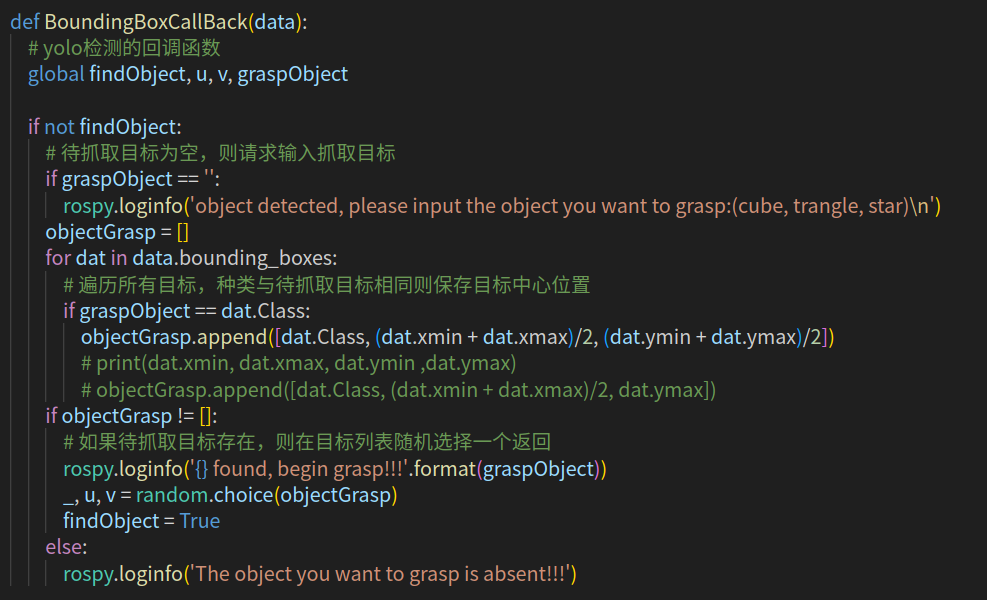 def BoundingBoxCallBack(data):
# yolo检测的回调函数
global findObject, u, v, graspObject
if not findObject:
# 待抓取目标为空，则请求输入抓取目标
if graspObject == '':
rospy.loginfo('object detected, please input the object you want to grasp:(cube, trangle, star)\n')
objectGrasp = []
for dat in data.bounding_boxes:
# 遍历所有目标，种类与待抓取目标相同则保存目标中心位置
if graspObject == dat.Class:
objectGrasp.append([dat.Class, (dat.xmin + dat.xmax)/2, (dat.ymin + dat.ymax)/2])
# print(dat.xmin, dat.xmax, dat.ymin ,dat.ymax)
# objectGrasp.append([dat.Class, (dat.xmin + dat.xmax)/2, dat.ymax])
if objectGrasp != []:
# 如果待抓取目标存在，则在目标列表随机选择一个返回
rospy.loginfo('{} found, begin grasp!!!'.format(graspObject))
_, u, v = random.choice(objectGrasp)
findObject = True
else:
rospy.loginfo('The object you want to grasp is absent!!!')